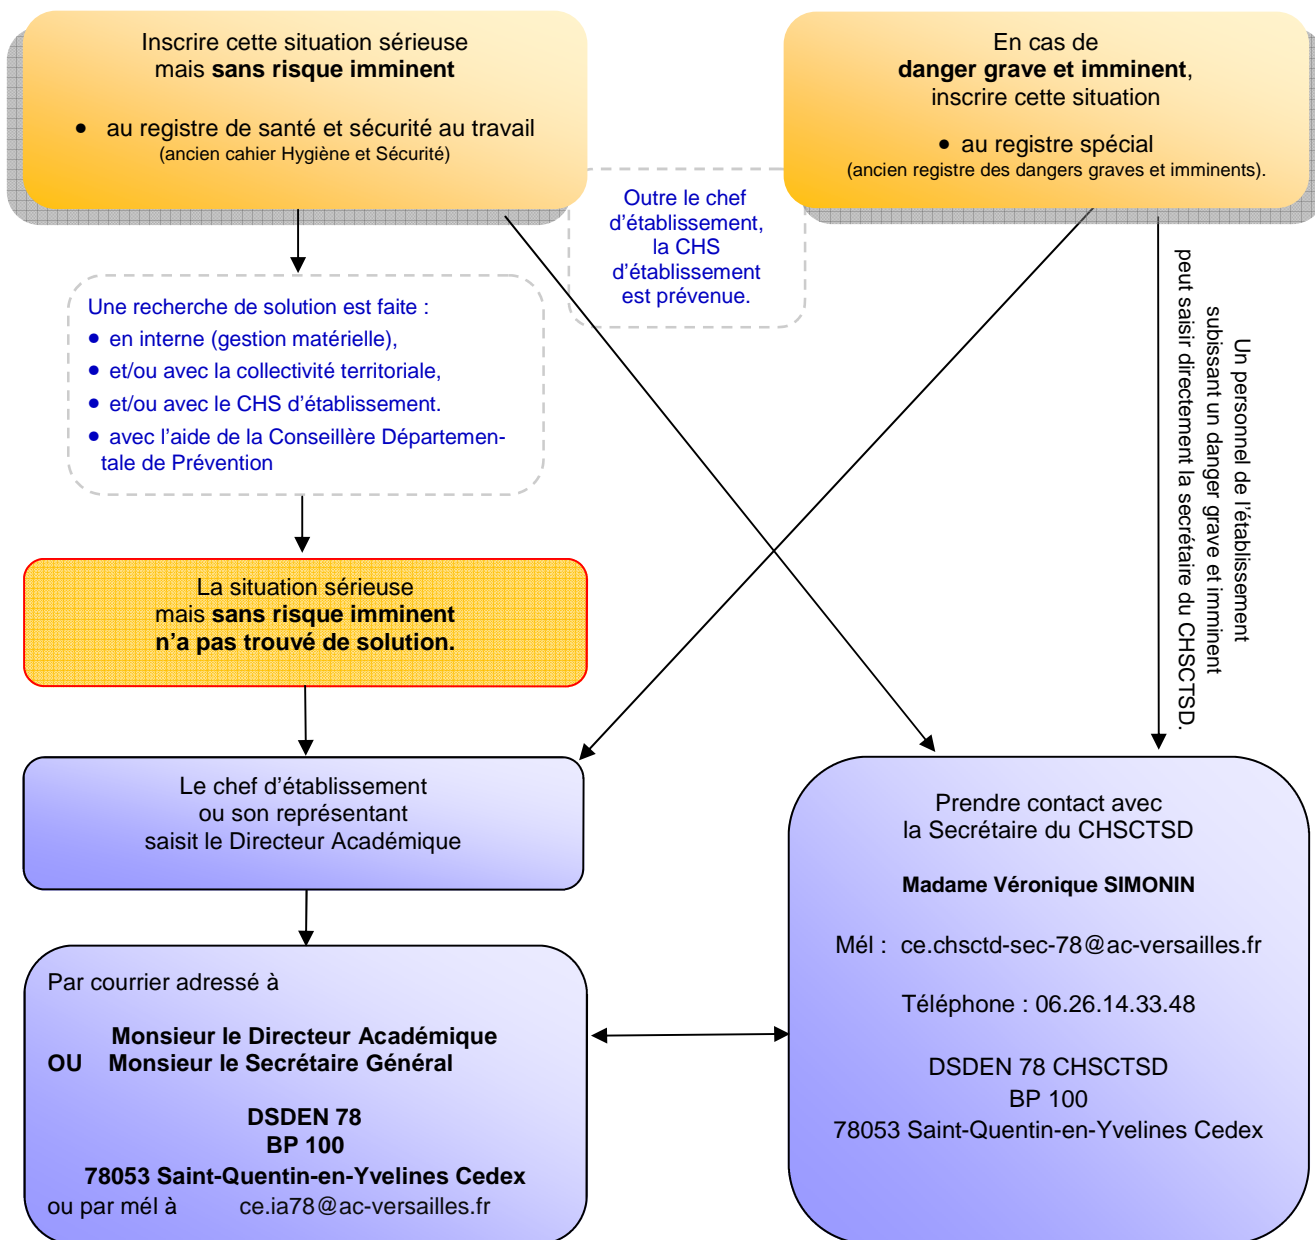 Inscrire cette situation sérieuse
mais sans risque imminent
• au registre de santé et sécurité au travail
(ancien cahier Hygiène et Sécurité)
En cas de
danger grave et imminent,
inscrire cette situation
• au registre spécial
(ancien registre des dangers graves et imminents).
Outre le chef
d’établissement,
la CHS
d’établissement
est prévenue.
Une recherche de solution est faite :
• en interne (gestion matérielle),
• et/ou avec la collectivité territoriale,
• et/ou avec le CHS d’établissement.
• avec l’aide de la Conseillère Départemen-
tale de Prévention
Un personnel de l’établissement
subissant un danger grave et imminent
peut saisir directement la secrétaire du CHSCTSD.
La situation sérieuse
mais sans risque imminent
n’a pas trouvé de solution.
Le chef d’établissement
ou son représentant
saisit le Directeur Académique
Prendre contact avec
la Secrétaire du CHSCTSD
Madame Véronique SIMONIN
Mél : ce.chsctd-sec-78@ac-versailles.fr
Téléphone : 06.26.14.33.48
DSDEN 78 CHSCTSD
BP 100
78053 Saint-Quentin-en-Yvelines Cedex
Par courrier adressé à
Monsieur le Directeur Académique
OU Monsieur le Secrétaire Général
DSDEN 78
BP 100
78053 Saint-Quentin-en-Yvelines Cedex
ou par mél à ce.ia78@ac-versailles.fr